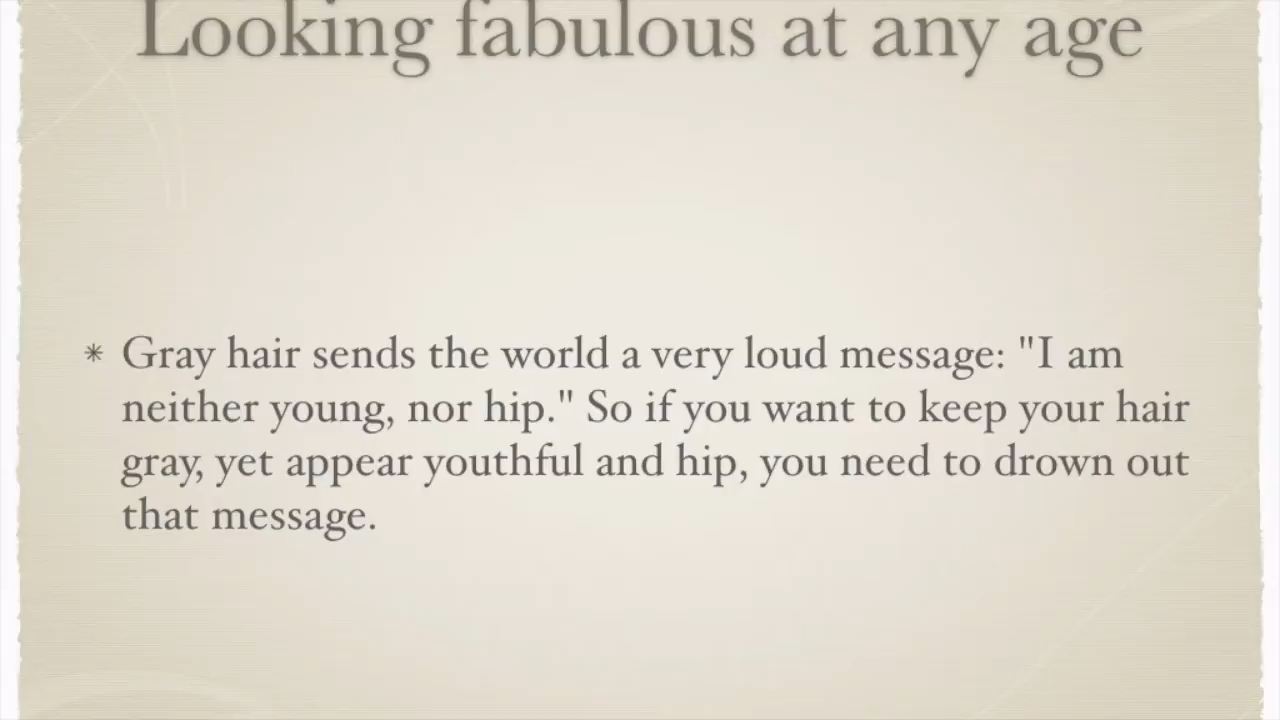 Looking fabulous at any age
* Gray hair sends the world a very loud message: "I am
neither young, nor hip." So if you want to keep your hair
gray, yet appear youthful and hip, you need to drown out
that message.